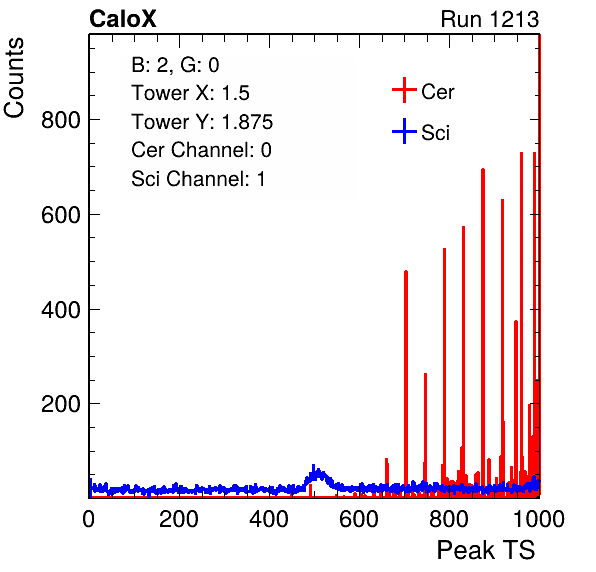 CaloX Run 1213
Counts
B: 2, G: 0
Tower X: 1.5
Tower Y: 1.875
Cer Channel: 0
Sci Channel: 1
Cer
Sci
800
600
400
200
0 200 400 600 800 1000
Peak TS